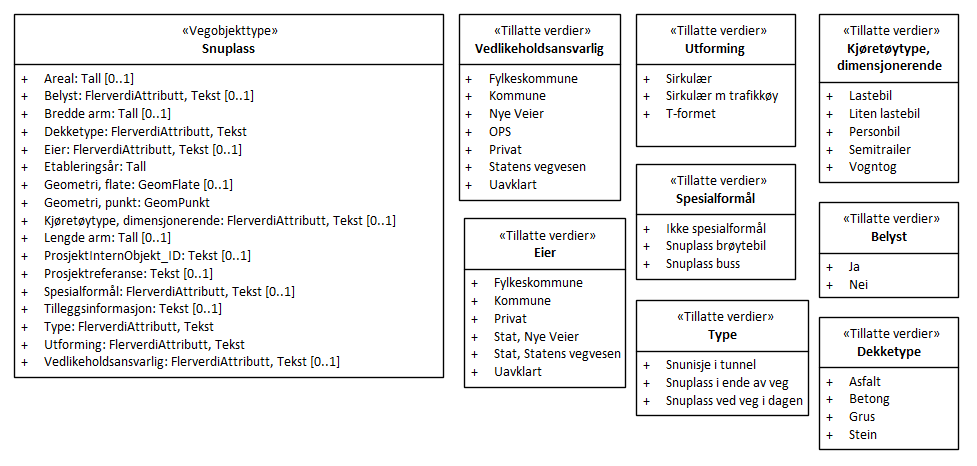 «Vegobjekttype»
Snuplass
+ Areal: Tall [0..1]
+ Belyst: FlerverdiAttributt, Tekst [0..1]
+ Bredde arm: Tall [0..1]
+ Dekketype: FlerverdiAttributt, Tekst
+ Eier: FlerverdiAttributt, Tekst [0..1]
+ Etableringsår: Tall
+ Geometri, flate: GeomFlate [0..1]
+ Geometri, punkt: GeomPunkt
+ Kjøretøytype, dimensjonerende: FlerverdiAttributt, Tekst [0..1]
+ Lengde arm: Tall [0..1]
+ ProsjektInternObjekt_ID: Tekst [0..1]
+ Prosjektreferanse: Tekst [0..1]
+ Spesialformål: FlerverdiAttributt, Tekst [0..1]
+ Tilleggsinformasjon: Tekst [0..1]
+ Type: FlerverdiAttributt, Tekst
+ Utforming: FlerverdiAttributt, Tekst
+ Vedlikeholdsansvarlig: FlerverdiAttributt, Tekst [0..1]
«Tillatte verdier»
Vedlikeholdsansvarlig
+ Fylkeskommune
+ Kommune
+ Nye Veier
+ OPS
+ Privat
+ Statens vegvesen
+ Uavklart
«Tillatte verdier»
Eier
+ Fylkeskommune
+ Kommune
+ Privat
+ Stat, Nye Veier
+ Stat, Statens vegvesen
+ Uavklart
«Tillatte verdier»
Utforming
+ Sirkulær
+ Sirkulær m trafikkøy
+ T-formet
«Tillatte verdier»
Spesialformål
+ Ikke spesialformål
+ Snuplass brøytebil
+ Snuplass buss
«Tillatte verdier»
Type
+ Snunisje i tunnel
+ Snuplass i ende av veg
+ Snuplass ved veg i dagen
«Tillatte verdier»
Kjøretøytype,
dimensjonerende
+ Lastebil
+ Liten lastebil
+ Personbil
+ Semitrailer
+ Vogntog
«Tillatte verdier»
Belyst
+ Ja
+ Nei
«Tillatte verdier»
Dekketype
+ Asfalt
+ Betong
+ Grus
+ Stein